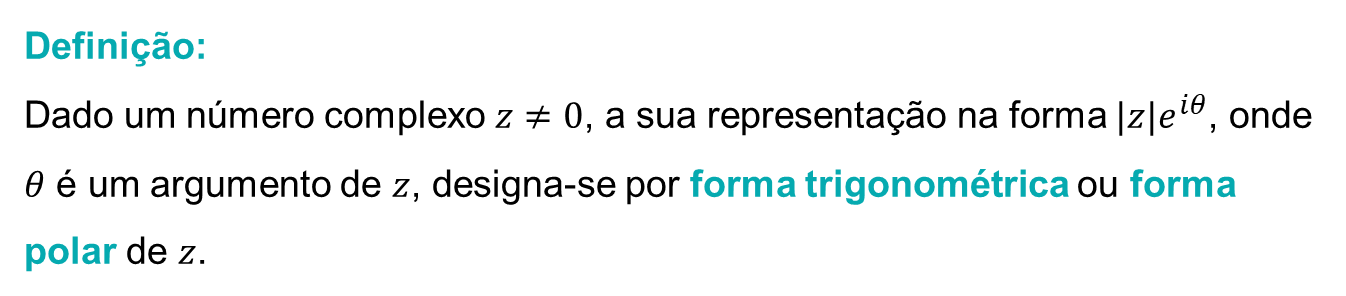 Definição:
Dado um número complexo z ≠ 0, a sua representação na forma |z|e^{iθ}, onde
θ é um argumento de z, designa-se por forma trigonométrica ou forma
polar de z.